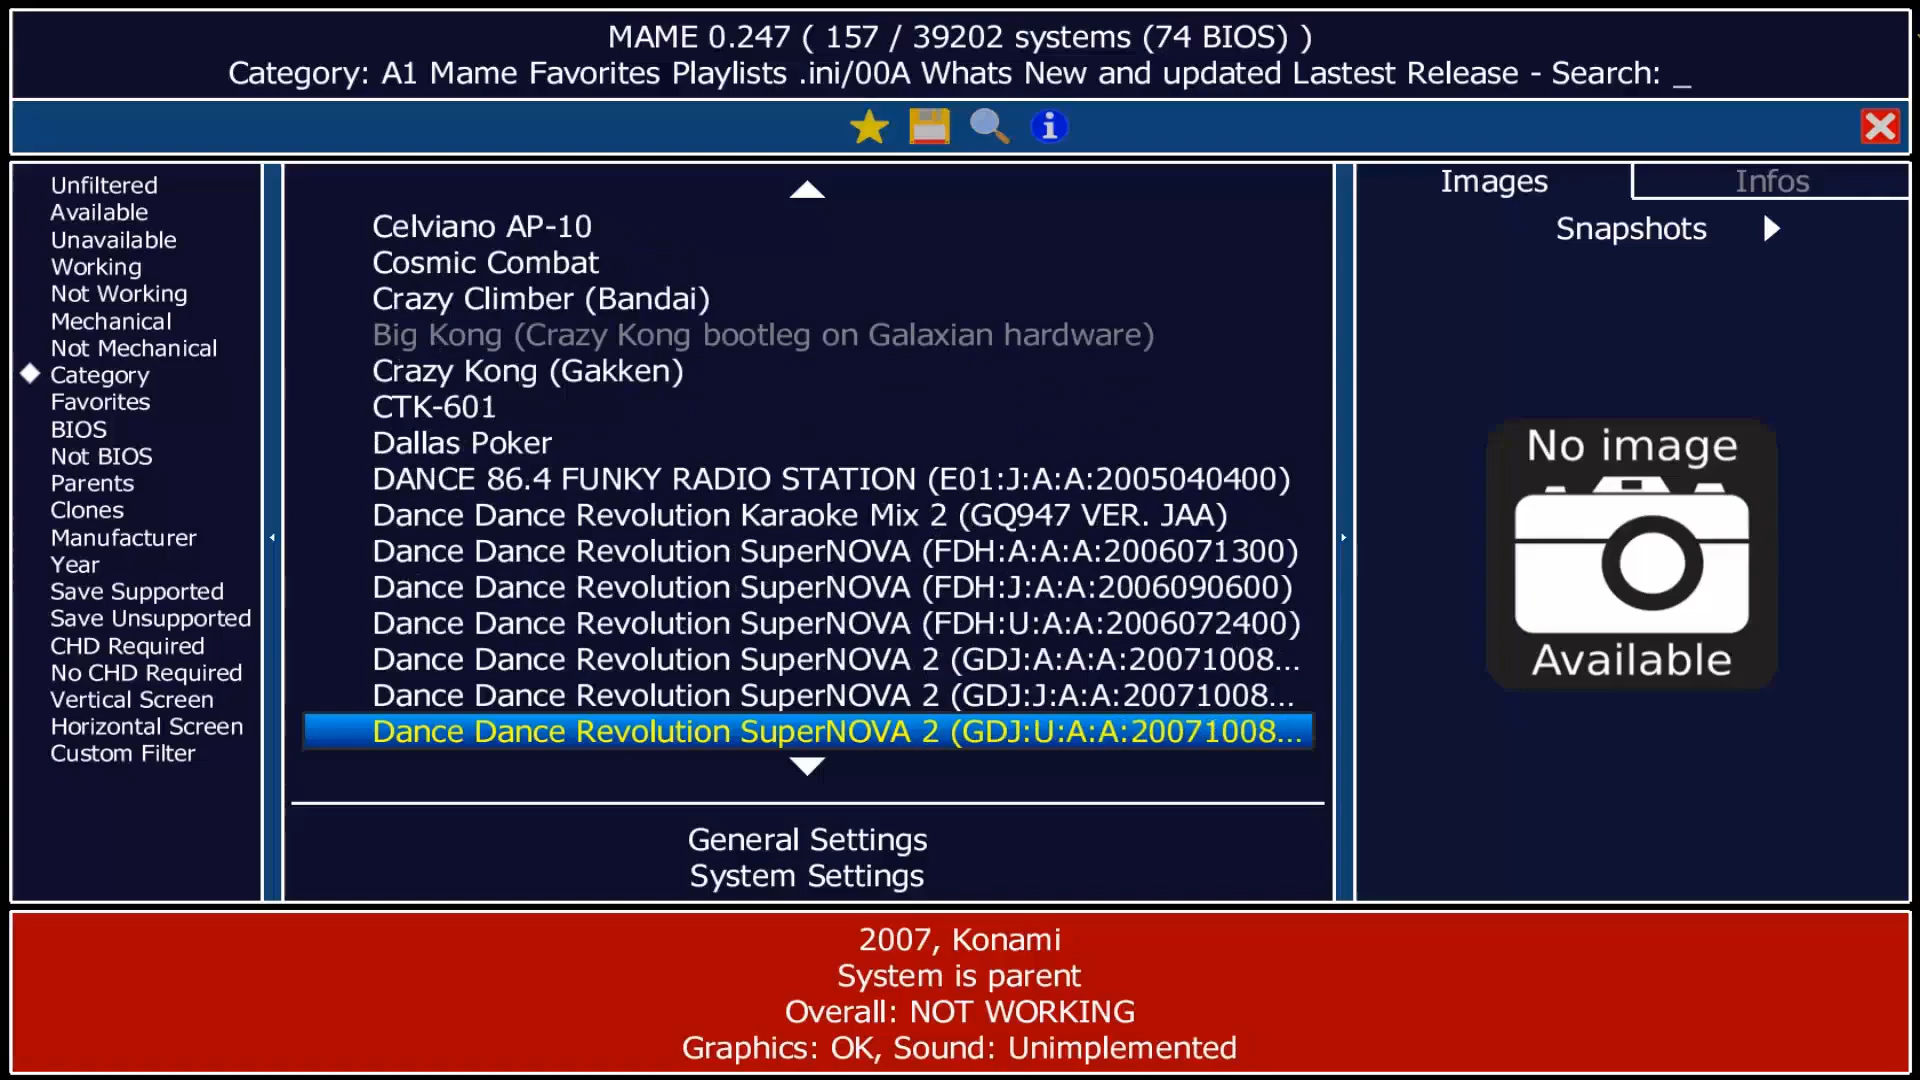 MAME 0.247 ( 157 / 39202 systems (74 BIOS) )
Category: A1 Mame Favorites Playlists .ini/00A Whats New and updated Lastest Release - Search: _
Unfiltered
Available
Unavailable
Working
Not Working
Mechanical
Not Mechanical
Category
Favorites
BIOS
Not BIOS
Parents
Clones
Manufacturer
Year
Save Supported
Save Unsupported
CHD Required
No CHD Required
Vertical Screen
Horizontal Screen
Custom Filter
Celviano AP-10
Cosmic Combat
Crazy Climber (Bandai)
Big Kong (Crazy Kong bootleg on Galaxian hardware)
Crazy Kong (Gakken)
CTK-601
Dallas Poker
DANCE 86.4 FUNKY RADIO STATION (E01:J:A:A:2005040400)
Dance Dance Revolution Karaoke Mix 2 (GQ947 VER. JAA)
Dance Dance Revolution SuperNOVA (FDH:A:A:A:2006071300)
Dance Dance Revolution SuperNOVA (FDH:J:A:A:2006090600)
Dance Dance Revolution SuperNOVA (FDH:U:A:A:2006072400)
Dance Dance Revolution SuperNOVA 2 (GDJ:A:A:A:20071008...
Dance Dance Revolution SuperNOVA 2 (GDJ:J:A:A:20071008...
Dance Dance Revolution SuperNOVA 2 (GDJ:U:A:A:20071008...
General Settings
System Settings
Images
Infos
Snapshots
No image
Available
2007, Konami
System is parent
Overall: NOT WORKING
Graphics: OK, Sound: Unimplemented